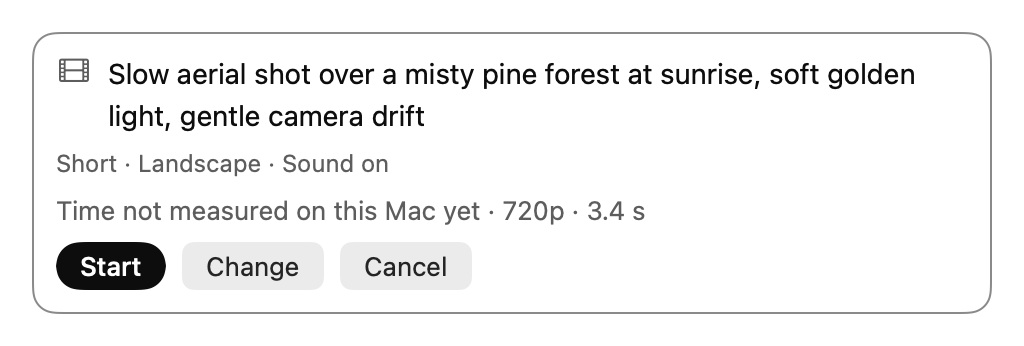 Slow aerial shot over a misty pine forest at sunrise, soft golden
light, gentle camera drift
Short · Landscape · Sound on
Time not measured on this Mac yet · 720p · 3.4 s
Start Change Cancel